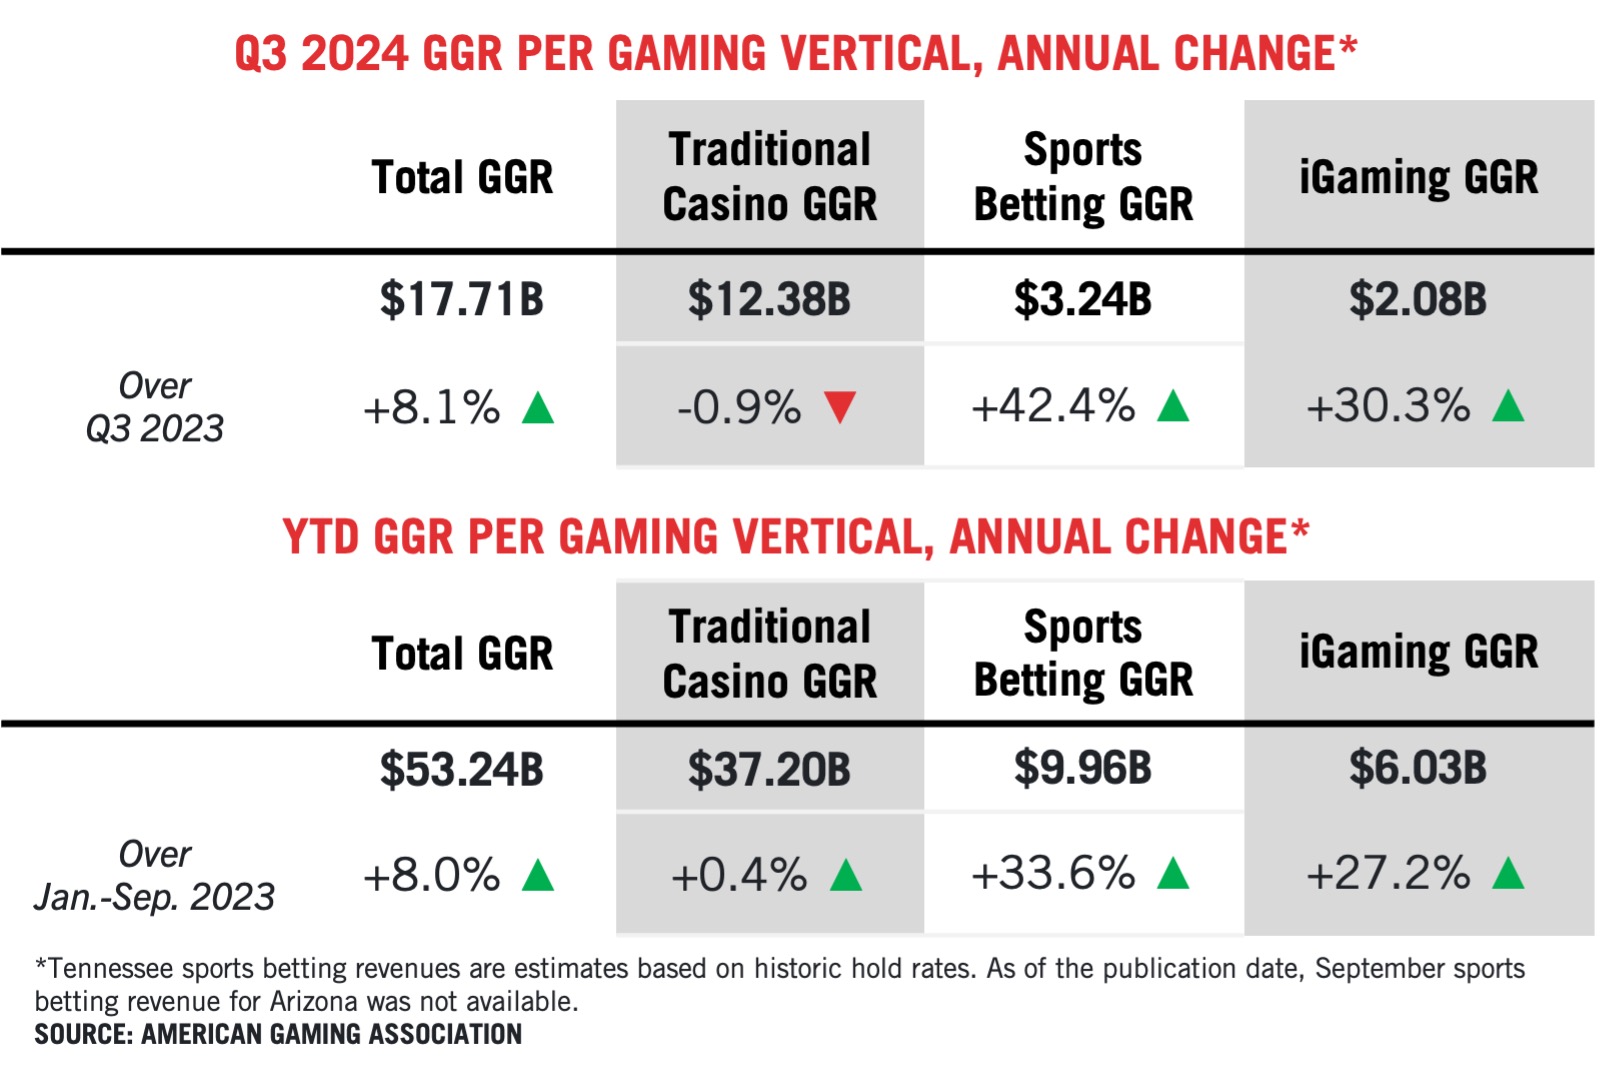 Q3 2024 GGR PER GAMING VERTICAL, ANNUAL CHANGE*
Total GGR
Traditional
Casino GGR
Sports
Betting GGR
iGaming GGR
$17.71B $12.38B $3.24B $2.08B
Over
Q3 2023
+8.1% ▲ -0.9% ▼ +42.4% ▲ +30.3% ▲
YTD GGR PER GAMING VERTICAL, ANNUAL CHANGE*
Total GGR
Traditional
Casino GGR
Sports
Betting GGR
iGaming GGR
$53.24B $37.20B $9.96B $6.03B
Over
Jan.-Sep. 2023
+8.0% ▲ +0.4% ▲ +33.6% ▲ +27.2% ▲
*Tennessee sports betting revenues are estimates based on historic hold rates. As of the publication date, September sports
betting revenue for Arizona was not available.
SOURCE: AMERICAN GAMING ASSOCIATION